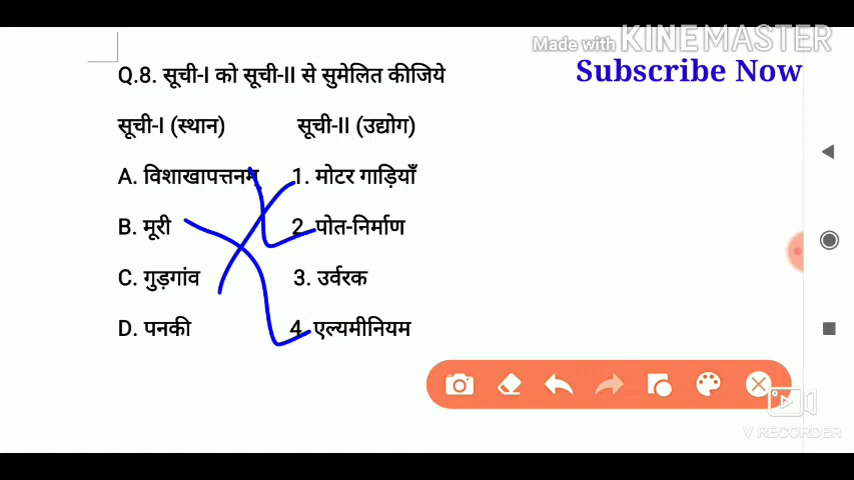 Made with KINEMASTER
Subscribe Now
Q.8. सूची-I को सूची-II से सुमेलित कीजिये
सूची-I (स्थान) सूची-II (उद्योग)
A. विशाखापत्तनम् 1. मोटर गाड़ियाँ
B. मूरी 2. पोत-निर्माण
C. गुड़गांव 3. उर्वरक
D. पनकी 4. एल्यमीनियम
V RECORDER